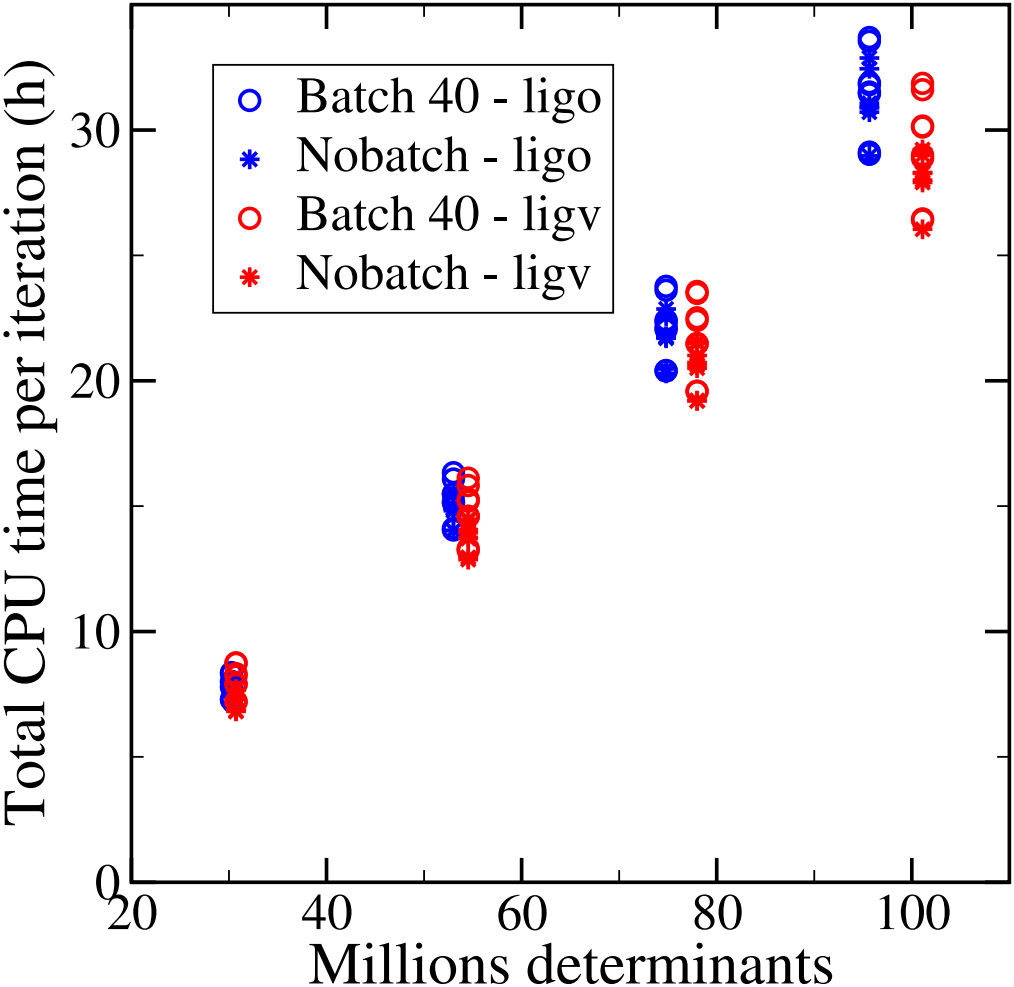 Total CPU time per iteration (h)
Batch 40 - ligo
Nobatch - ligo
Batch 40 - ligv
Nobatch - ligv
30
20
10
0
20 40 60 80 100
Millions determinants